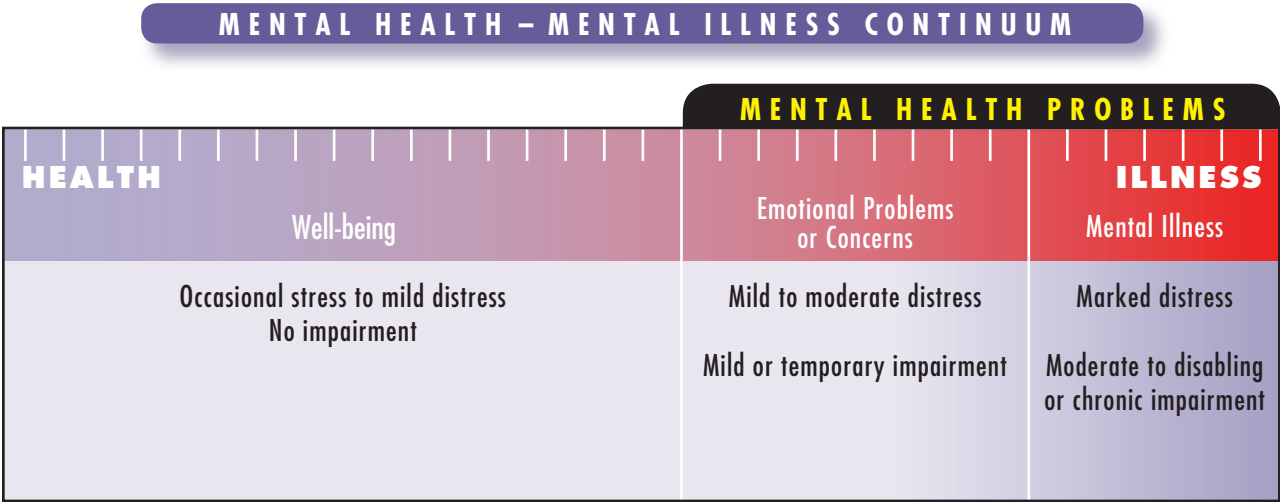 MENTAL HEALTH – MENTAL ILLNESS CONTINUUM
MENTAL HEALTH PROBLEMS
HEALTH
ILLNESS
Well-being
Emotional Problems
or Concerns
Mental Illness
Occasional stress to mild distress
No impairment
Mild to moderate distress
Mild or temporary impairment
Marked distress
Moderate to disabling
or chronic impairment